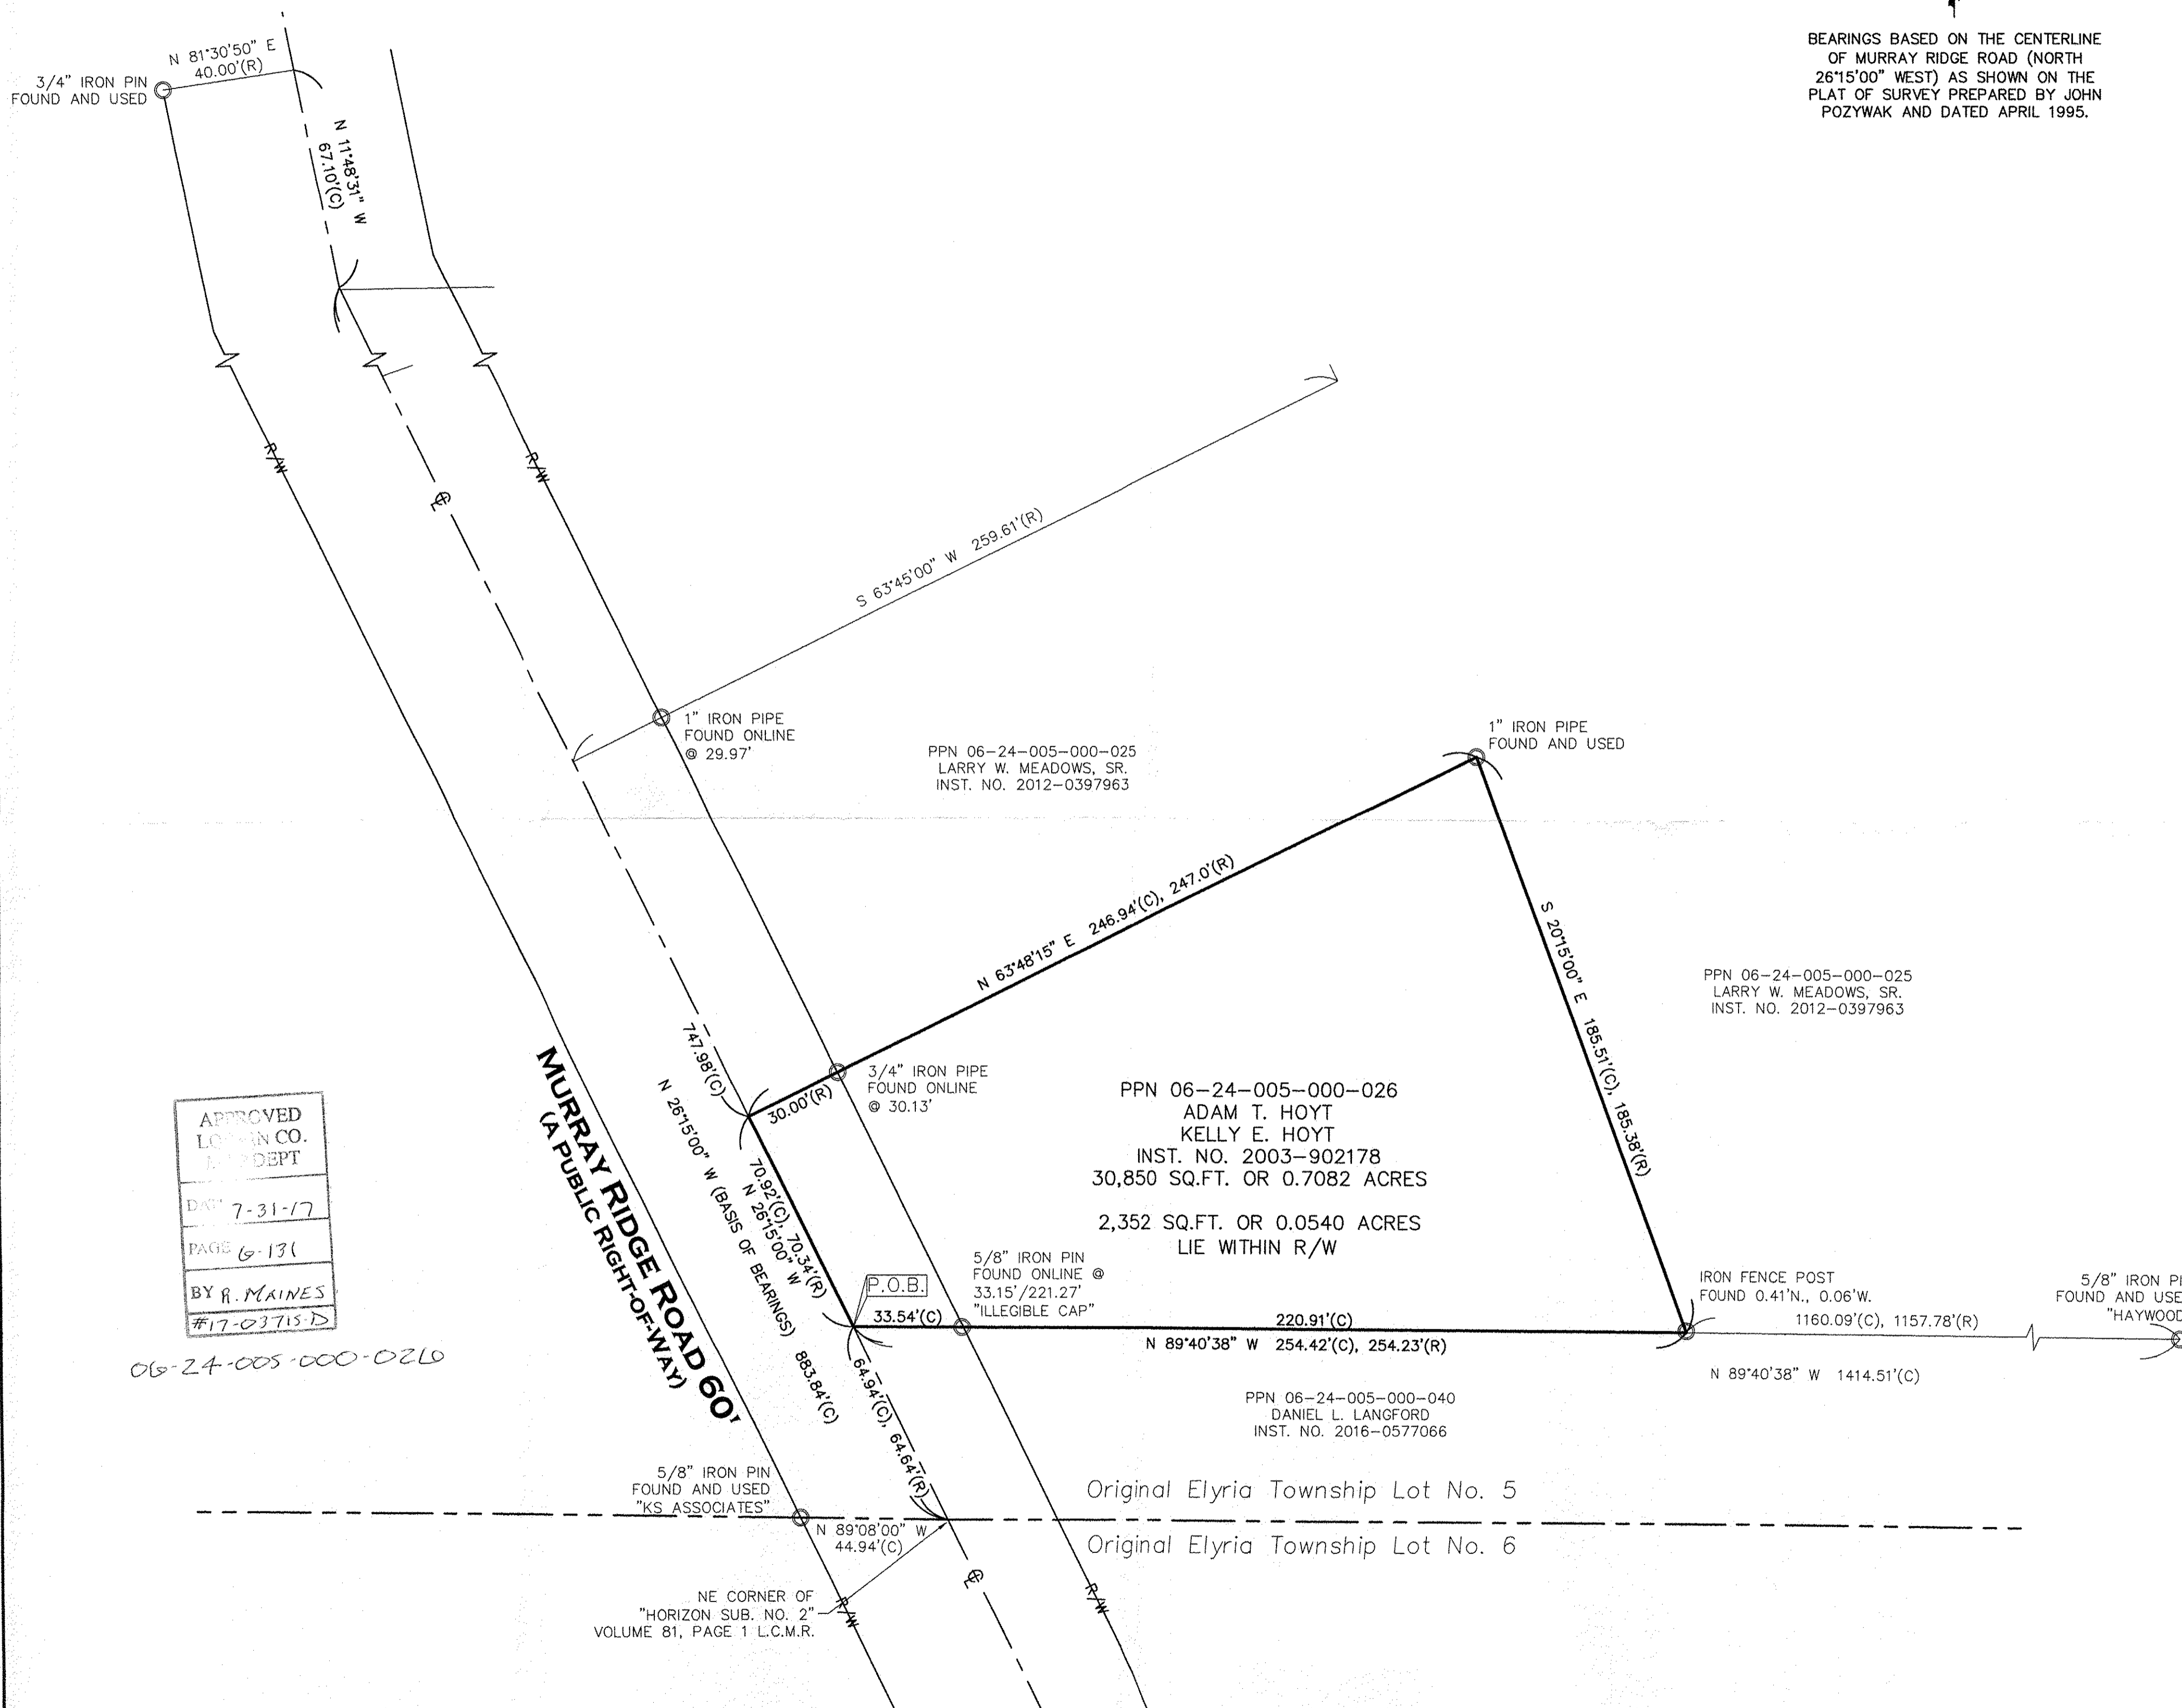 BEARINGS BASED ON THE CENTERLINE
OF MURRAY RIDGE ROAD (NORTH
26°15'00" WEST) AS SHOWN ON THE
PLAT OF SURVEY PREPARED BY JOHN
POZYWAK AND DATED APRIL 1995.
N 81°30'50" E
40.00'(R)
3/4" IRON PIN
FOUND AND USED
N 11°48'31" W
67.10'(C)
R/W
R/W
S 63°45'00" W 259.61'(R)
1" IRON PIPE
FOUND ONLINE
@ 29.97'
PPN 06-24-005-000-025
LARRY W. MEADOWS, SR.
INST. NO. 2012-0397963
1" IRON PIPE
FOUND AND USED
N 63°48'15" E 246.94'(C), 247.0'(R)
S 20°15'00" E 185.51'(C), 185.38'(R)
PPN 06-24-005-000-025
LARRY W. MEADOWS, SR.
INST. NO. 2012-0397963
747.98'(C)
30.00'(R)
3/4" IRON PIPE
FOUND ONLINE
@ 30.13'
PPN 06-24-005-000-026
ADAM T. HOYT
KELLY E. HOYT
INST. NO. 2003-902178
30,850 SQ.FT. OR 0.7082 ACRES
2,352 SQ.FT. OR 0.0540 ACRES
LIE WITHIN R/W
MURRAY RIDGE ROAD 60'
(A PUBLIC RIGHT-OF-WAY)
N 26°15'00" W (BASIS OF BEARINGS) 883.84'(C)
70.92'(C), 70.34'(R)
N 26°15'00" W
P.O.B.
5/8" IRON PIN
FOUND ONLINE @
33.15'/221.27'
"ILLEGIBLE CAP"
33.54'(C)
220.91'(C)
N 89°40'38" W 254.42'(C), 254.23'(R)
IRON FENCE POST
FOUND 0.41'N., 0.06'W.
1160.09'(C), 1157.78'(R)
5/8" IRON PI
FOUND AND USE
"HAYWOOD
N 89°40'38" W 1414.51'(C)
APPROVED
CO.
DEPT
7-31-17
PAGE 6-131
BY R. MAINES
#17-03715-D
06-24-005-000-026
64.94'(C), 64.64'(R)
PPN 06-24-005-000-040
DANIEL L. LANGFORD
INST. NO. 2016-0577066
5/8" IRON PIN
FOUND AND USED
"KS ASSOCIATES"
Original Elyria Township Lot No. 5
N 89°08'00" W
44.94'(C)
Original Elyria Township Lot No. 6
NE CORNER OF
"HORIZON SUB. NO. 2"
VOLUME 81, PAGE 1 L.C.M.R.
R/W
R/W